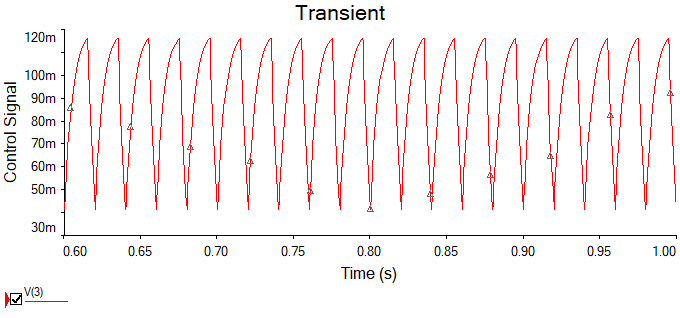 Transient
120m
100m
90m
80m
70m
60m
50m
30m
Control Signal
0.60 0.65 0.70 0.75 0.80 0.85 0.90 0.95 1.00
Time (s)
V(3)